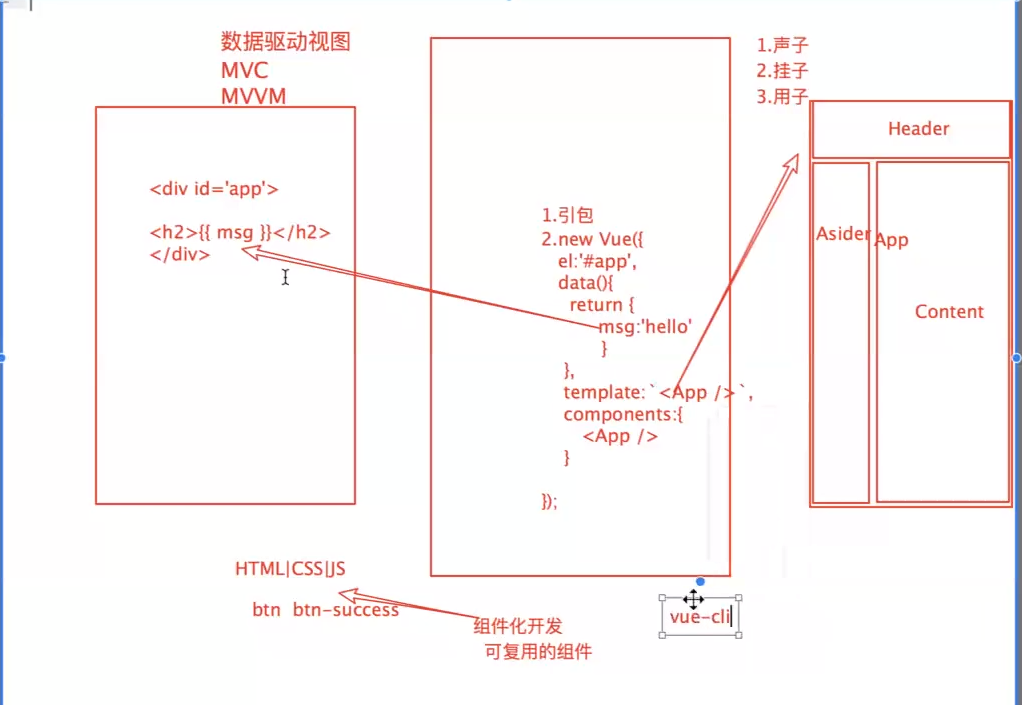 数据驱动视图
MVC
MVVM
<div id='app'>
<h2>{{ msg }}</h2>
</div>
1.引包
2.new Vue({
el:'#app',
data(){
return {
msg:'hello'
}
},
template:`<App />`,
components:{
<App />
}
});
1.声子
2.挂子
3.用子
Header
Asider
App
Content
HTML|CSS|JS
btn btn-success
组件化开发
可复用的组件
vue-cli